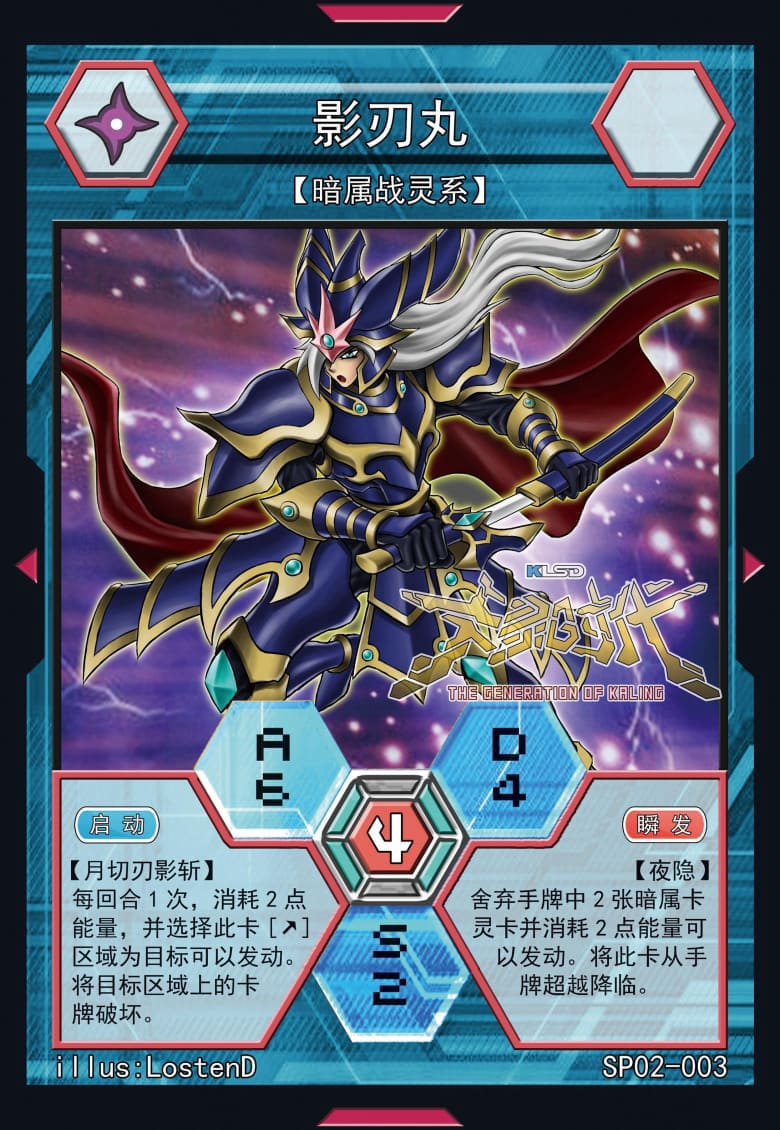 影刃丸
【暗属战灵系】
KLSD
卡灵时代
THE GENERATION OF KALING
A
6
D
4
4
S
2
启动
【月切刃影斩】
每回合1次，消耗2点
能量，并选择此卡[↗]
区域为目标可以发动。
将目标区域上的卡
牌破坏。
瞬发
【夜隐】
舍弃手牌中2张暗属卡
灵卡并消耗2点能量可
以发动。将此卡从手
牌超越降临。
illus:LostenD
SP02-003